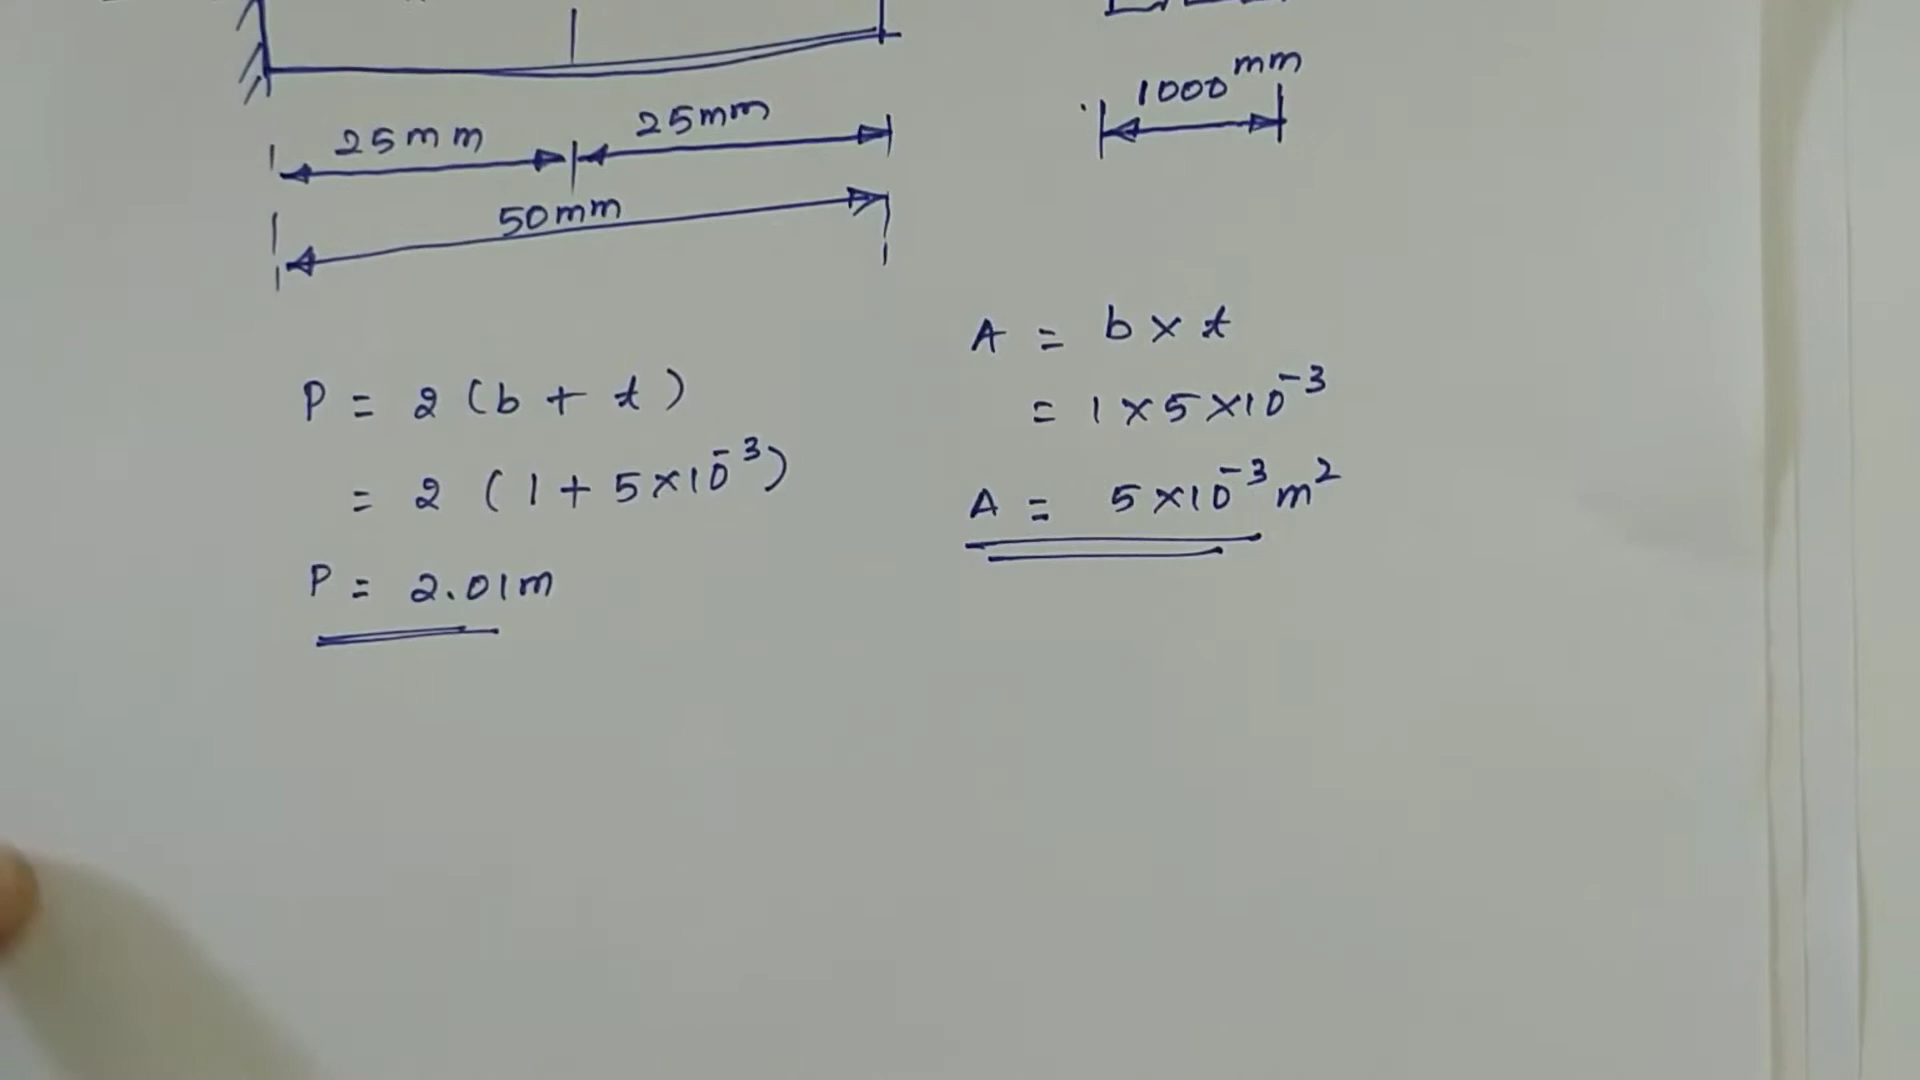 1000 mm
25mm 25mm
50mm
P = 2 (b + t)
= 2 (1 + 5×10⁻³)
P = 2.01m
A = b × t
= 1 × 5 × 10⁻³
A = 5 × 10⁻³ m²